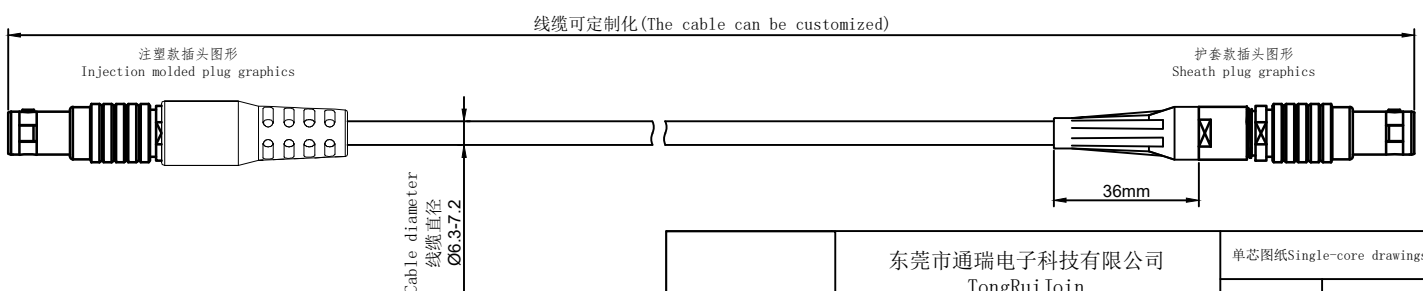 线缆可定制化(The cable can be customized)
注塑款插头图形
Injection molded plug graphics
护套款插头图形
Sheath plug graphics
36mm
Cable diameter
线缆直径
Ø6.3-7.2
东莞市通瑞电子科技有限公司
TongRuiJoin
单芯图纸Single-core drawings